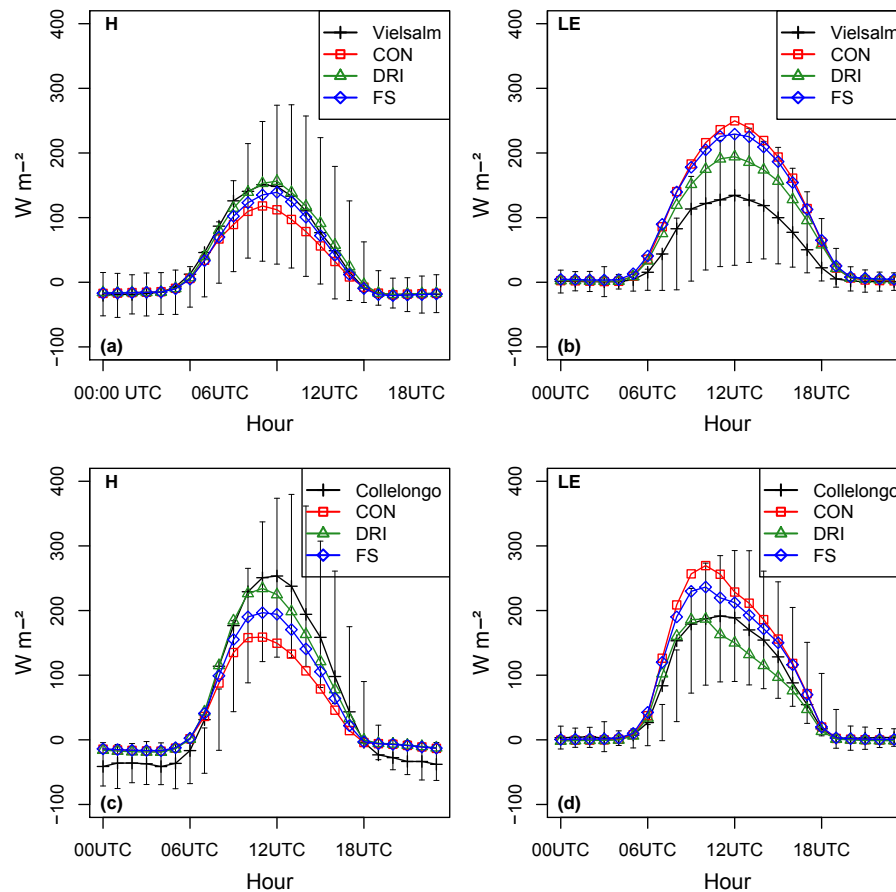 H
Vielsalm
CON
DRI
FS
400
300
200
100
0
−100
W m−²
(a)
00:00 UTC 06UTC 12UTC 18UTC
Hour
LE
Vielsalm
CON
DRI
FS
400
300
200
100
0
−100
W m−²
(b)
00UTC 06UTC 12UTC 18UTC
Hour
H
Collelongo
CON
DRI
FS
400
300
200
100
0
−100
W m−²
(c)
00UTC 06UTC 12UTC 18UTC
Hour
LE
Collelongo
CON
DRI
FS
400
300
200
100
0
−100
W m−²
(d)
00UTC 06UTC 12UTC 18UTC
Hour